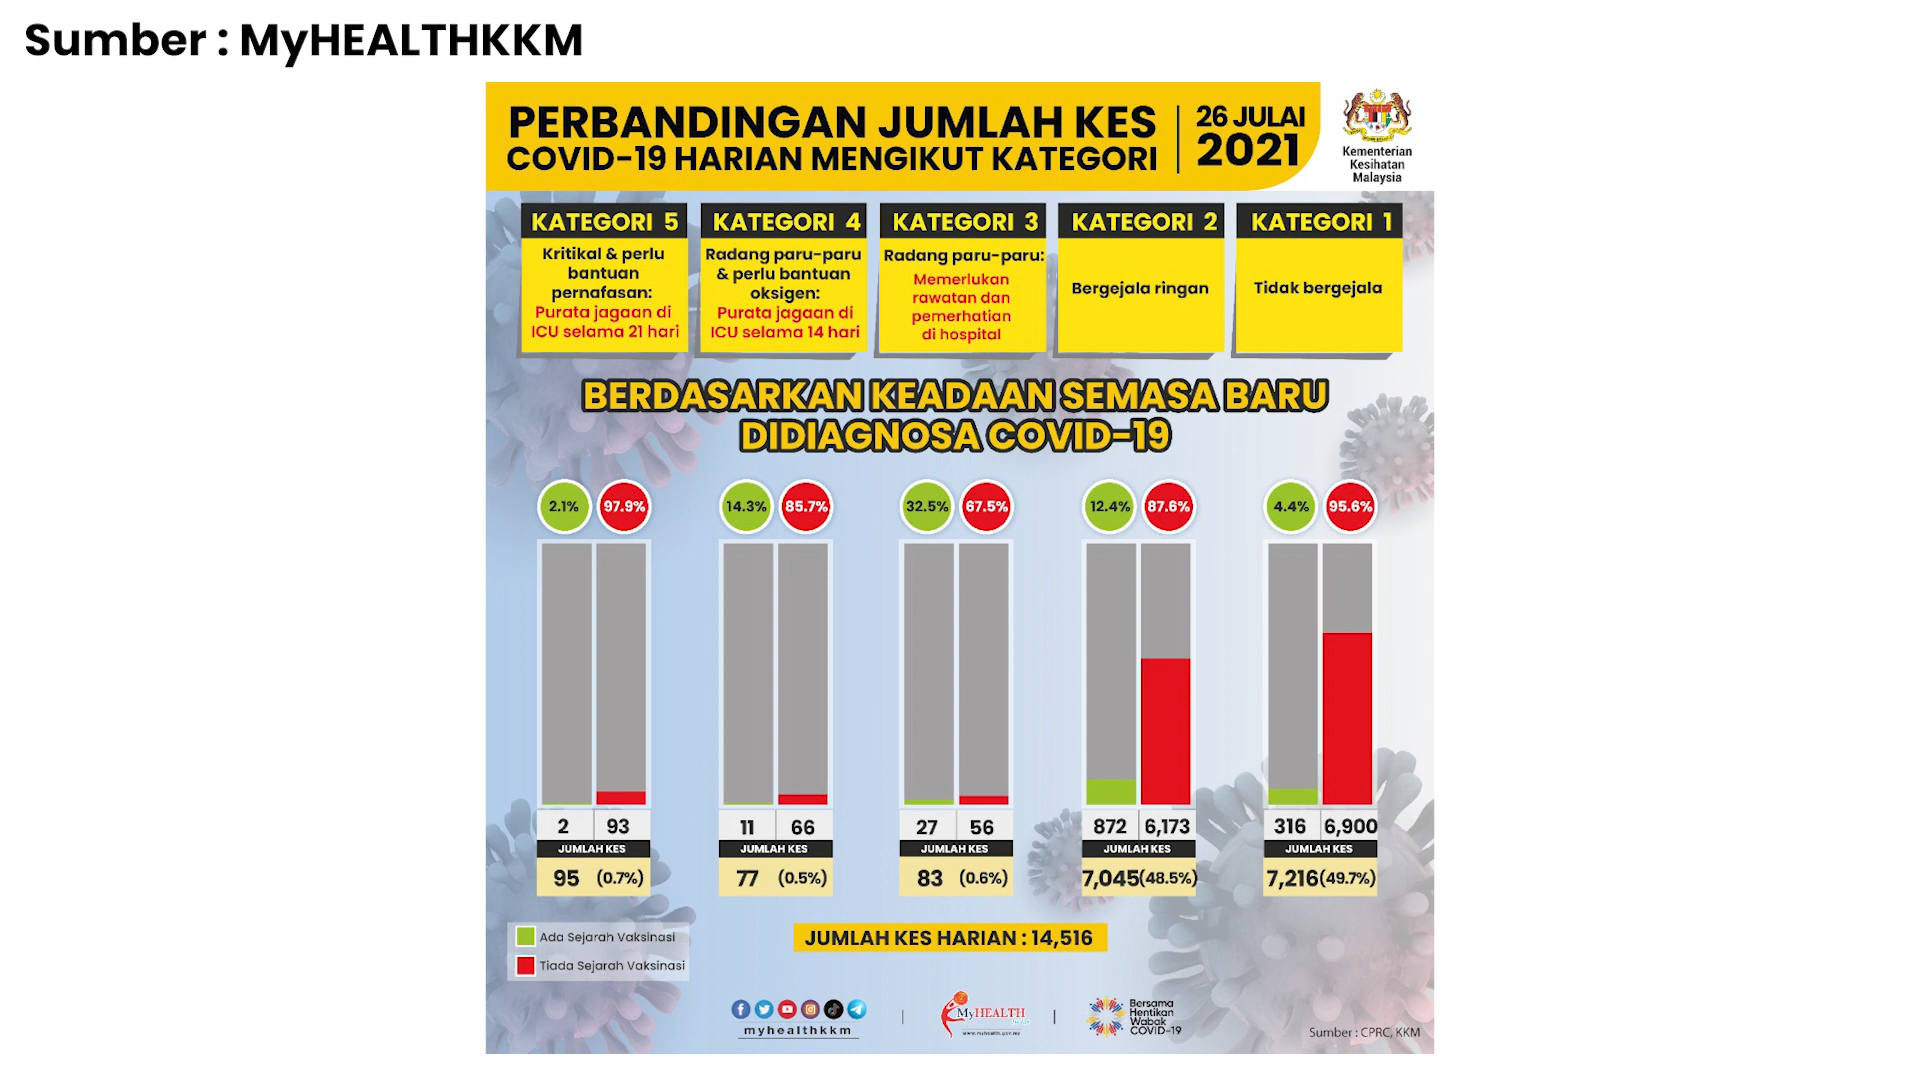 Sumber : MyHEALTHKKM
PERBANDINGAN JUMLAH KES
COVID-19 HARIAN MENGIKUT KATEGORI
26 JULAI
2021
Kementerian
Kesihatan
Malaysia
KATEGORI 5
Kritikal & perlu
bantuan
pernafasan:
Purata jagaan di
ICU selama 21 hari
KATEGORI 4
Radang paru-paru
& perlu bantuan
oksigen:
Purata jagaan di
ICU selama 14 hari
KATEGORI 3
Radang paru-paru:
Memerlukan
rawatan dan
pemerhatian
di hospital
KATEGORI 2
Bergejala ringan
KATEGORI 1
Tidak bergejala
BERDASARKAN KEADAAN SEMASA BARU
DIDIAGNOSA COVID-19
2.1% 97.9% 14.3% 85.7% 32.5% 67.5% 12.4% 87.6% 4.4% 95.6%
2 93 11 66 27 56 872 6,173 316 6,900
JUMLAH KES JUMLAH KES JUMLAH KES JUMLAH KES JUMLAH KES
95 (0.7%) 77 (0.5%) 83 (0.6%) 7,045(48.5%) 7,216(49.7%)
Ada Sejarah Vaksinasi
Tiada Sejarah Vaksinasi
JUMLAH KES HARIAN : 14,516
myhealthkkm
MyHEALTH
www.myhealth.gov.my
Bersama
Hentikan
Wabak
COVID-19
Sumber : CPRC, KKM